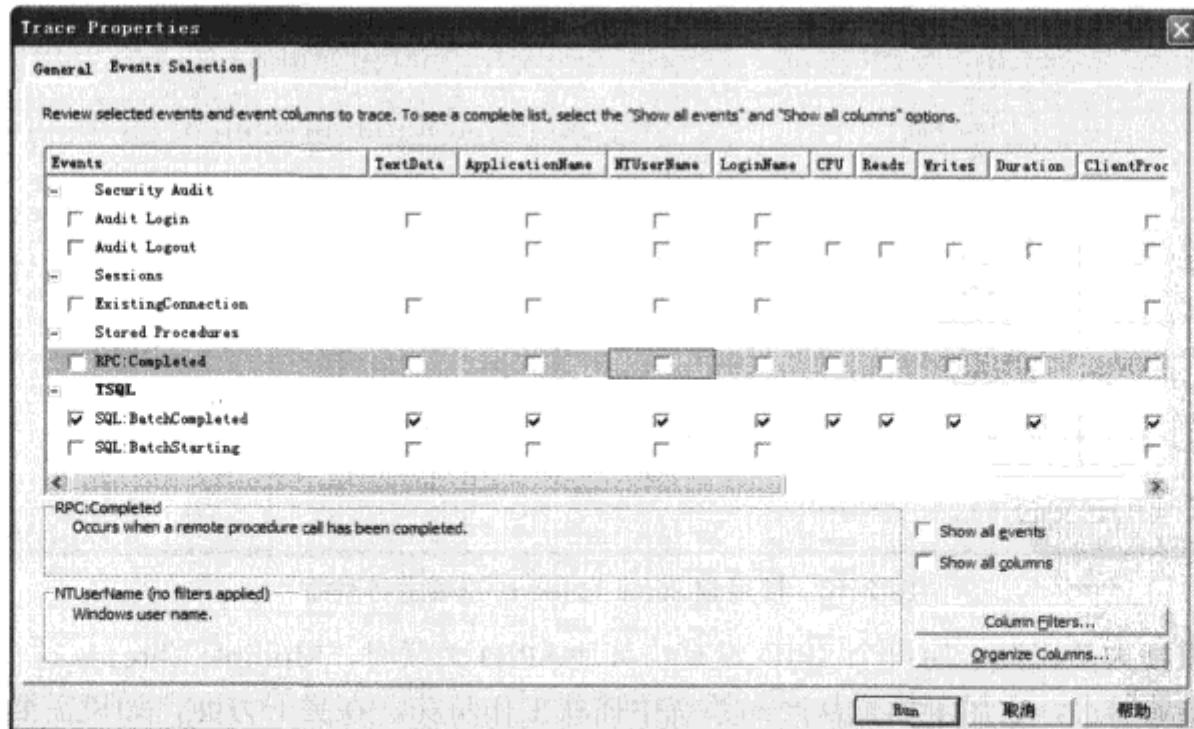 Trace Properties
General Events Selection
Review selected events and event columns to trace. To see a complete list, select the "Show all events" and "Show all columns" options.
Events TextData ApplicationName NTUserName LoginName CPU Reads Writes Duration ClientProc
Security Audit
Audit Login
Audit Logout
Sessions
ExistingConnection
Stored Procedures
RPC:Completed
TSQL
SQL:BatchCompleted
SQL:BatchStarting
RPC:Completed
Occurs when a remote procedure call has been completed.
Show all events
Show all columns
NTUserName (no filters applied)
Windows user name.
Column Filters...
Organize Columns...
Run 取消 帮助